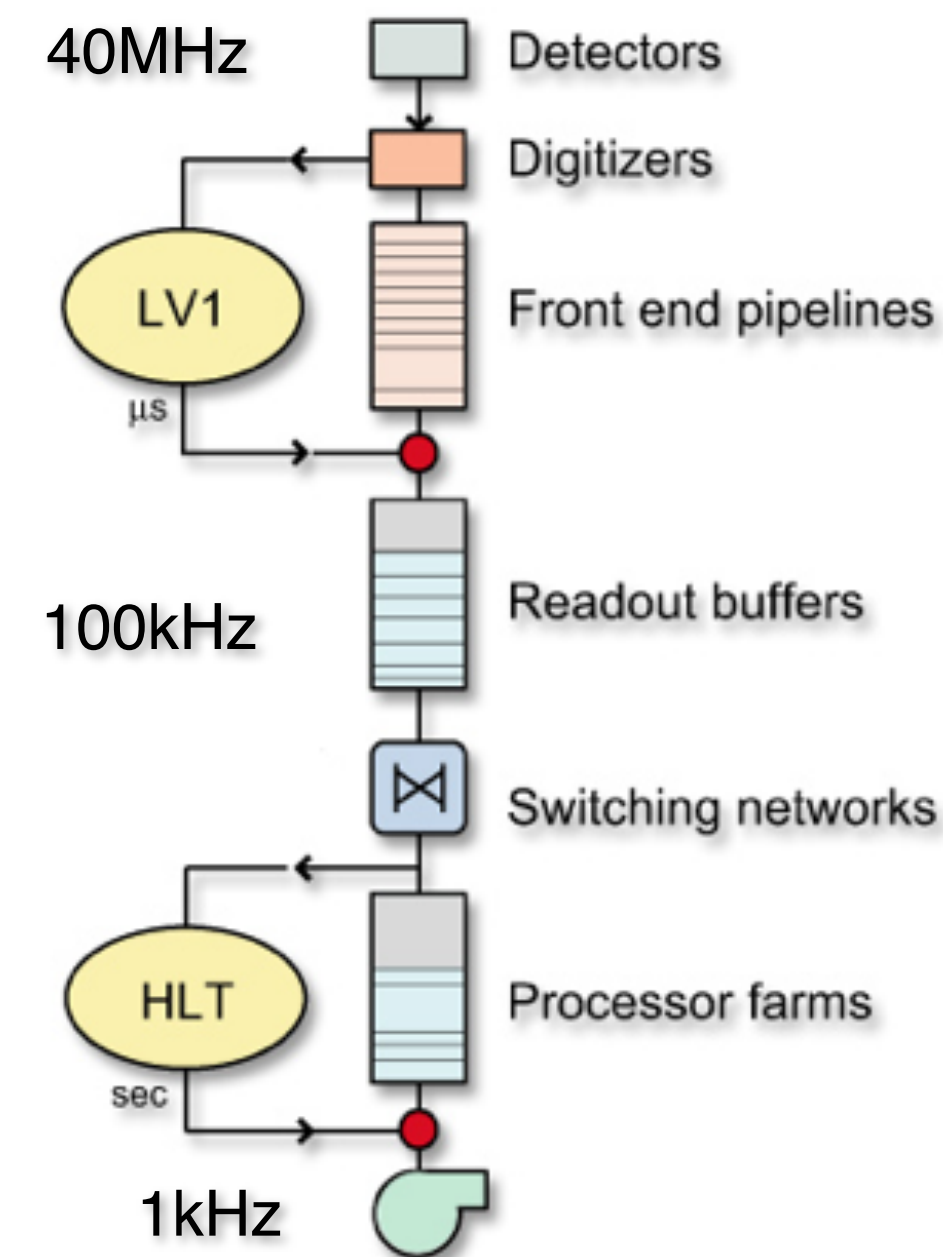 40MHz
Detectors
Digitizers
LV1
Front end pipelines
μs
100kHz
Readout buffers
Switching networks
HLT
Processor farms
sec
1kHz